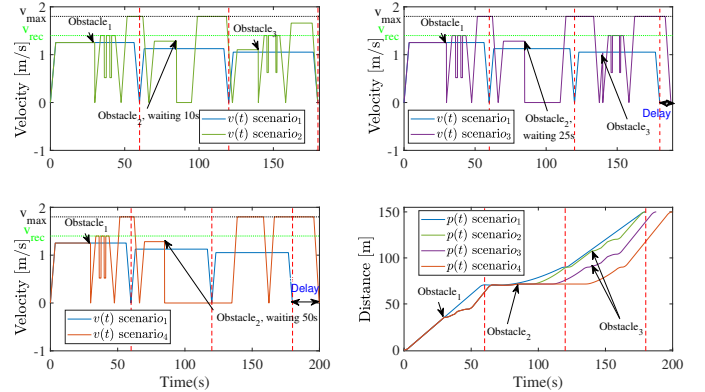 v_max
v_rec
Velocity [m/s]
2
1
0
-1
0
50
100
150
Obstacle_1
Obstacle_3
Obstacle_2, waiting 10s
v(t) scenario_1
v(t) scenario_2
v_max
v_rec
Velocity [m/s]
2
1
0
-1
0
50
100
150
Obstacle_1
Obstacle_2,
waiting 25s
Obstacle_3
Delay
v(t) scenario_1
v(t) scenario_3
v_max
v_rec
Velocity [m/s]
2
1
0
-1
0
50
100
150
200
Time(s)
Obstacle_1
Obstacle_2, waiting 50s
Delay
v(t) scenario_1
v(t) scenario_4
Distance [m]
150
100
50
0
0
50
100
150
200
Time(s)
p(t) scenario_1
p(t) scenario_2
p(t) scenario_3
p(t) scenario_4
Obstacle_1
Obstacle_2
Obstacle_3